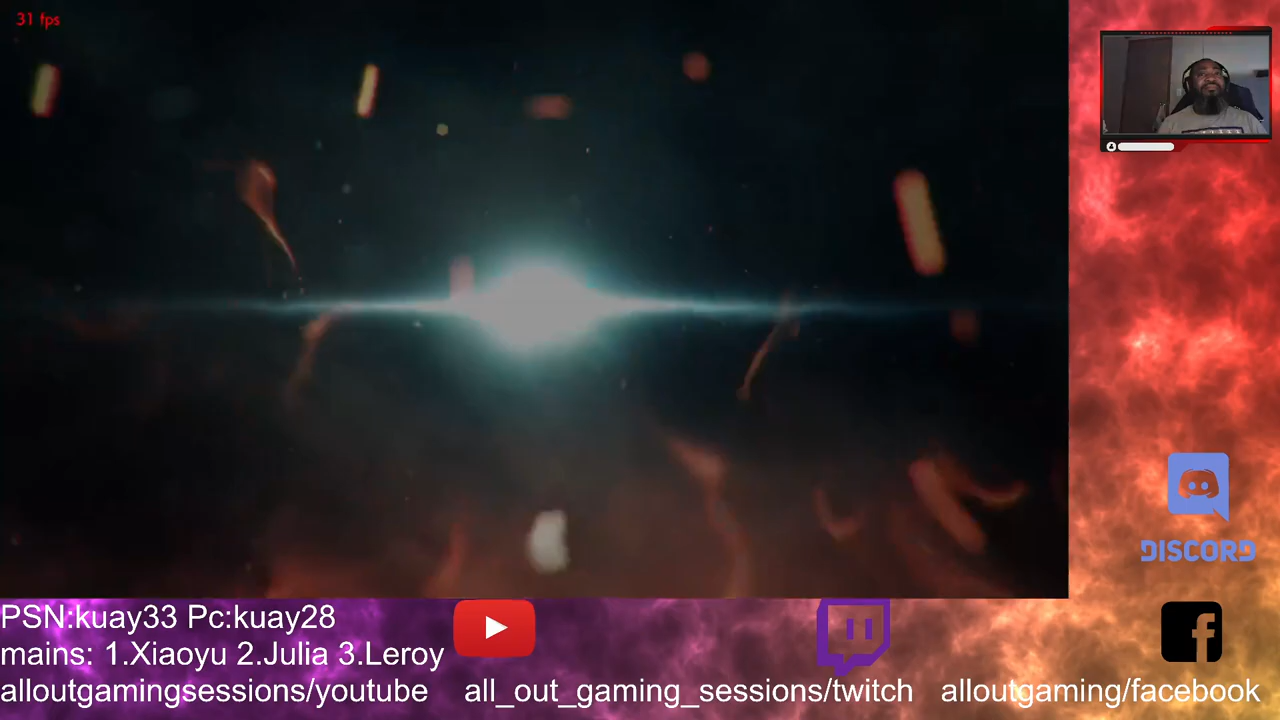 31 fps
DISCORD
PSN:kuay33 Pc:kuay28
mains: 1.Xiaoyu 2.Julia 3.Leroy
alloutgamingsessions/youtube
all_out_gaming_sessions/twitch
alloutgaming/facebook